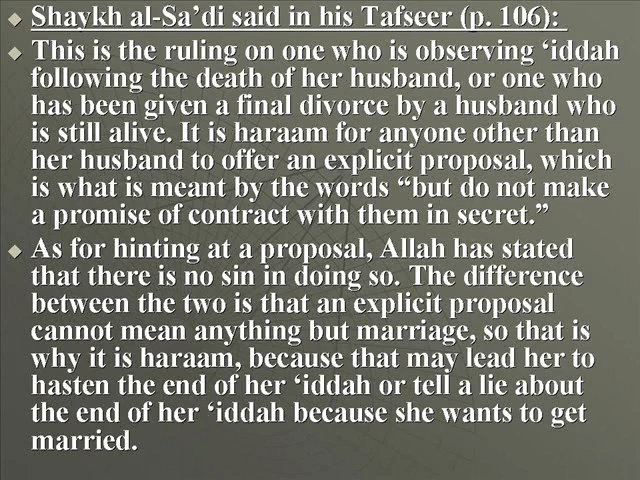 Shaykh al-Sa’di said in his Tafseer (p. 106):
This is the ruling on one who is observing ‘iddah
following the death of her husband, or one who
has been given a final divorce by a husband who
is still alive. It is haraam for anyone other than
her husband to offer an explicit proposal, which
is what is meant by the words “but do not make
a promise of contract with them in secret.”
As for hinting at a proposal, Allah has stated
that there is no sin in doing so. The difference
between the two is that an explicit proposal
cannot mean anything but marriage, so that is
why it is haraam, because that may lead her to
hasten the end of her ‘iddah or tell a lie about
the end of her ‘iddah because she wants to get
married.